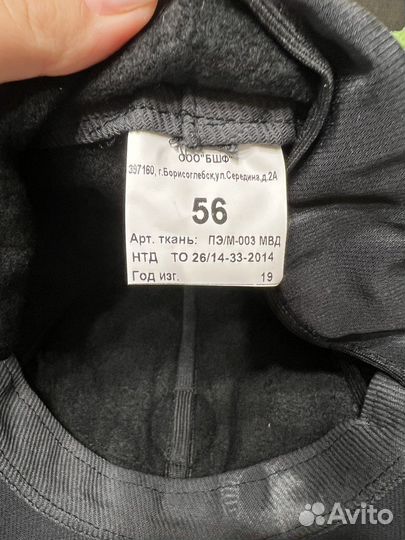 ООО"БШФ"
397160, г.Борисоглебск,ул.Середина,д.2А
56
Арт. ткань: ПЭ/М-003 МВД
НТД ТО 26/14-33-2014
Год изг. 19
Avito